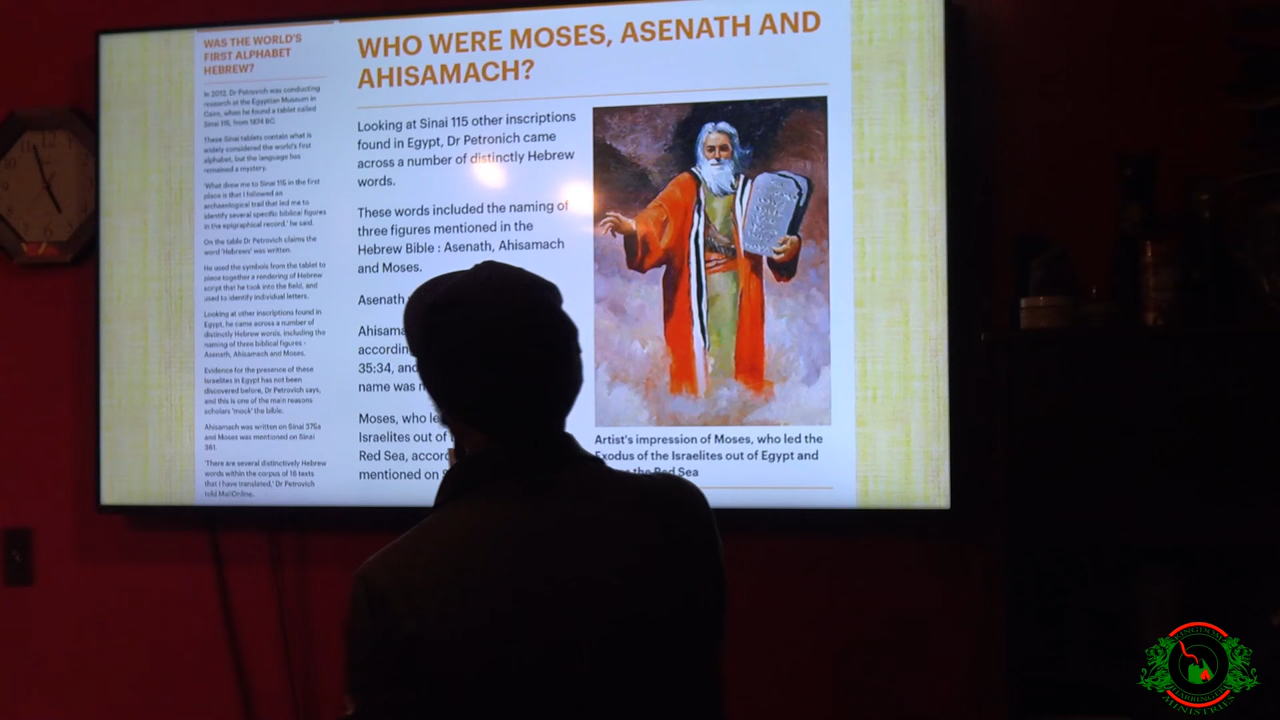 WAS THE WORLD'S
FIRST ALPHABET
HEBREW?
In 2012, Dr Petrovich was conducting
research at the Egyptian Museum in
Cairo, when he found a tablet called
Sinai 115, from 1874 BC.
These Sinai tablets contain what is
widely considered the world's first
alphabet, but the language has
remained a mystery.
'What drew me to Sinai 115 in the first
place is that I followed an
archaeological trail that led me to
identify several specific biblical figures
in the epigraphical record,' he said.
On the table Dr Petrovich claims the
word 'Hebrews' was written.
He used the symbols from the tablet to
piece together a rendering of Hebrew
script that he took into the field, and
used to identify individual letters.
Looking at other inscriptions found in
Egypt, he came across a number of
distinctly Hebrew words, including the
naming of three biblical figures -
Asenath, Ahisamach and Moses.
Evidence for the presence of these
Israelites in Egypt has not been
discovered before, Dr Petrovich says,
and this is one of the main reasons
scholars 'mock' the bible.
Ahisamach was written on Sinai 375a
and Moses was mentioned on Sinai
361.
'There are several distinctively Hebrew
words within the corpus of 16 texts
that I have translated,' Dr Petrovich
told MailOnline.
WHO WERE MOSES, ASENATH AND
AHISAMACH?
Looking at Sinai 115 other inscriptions
found in Egypt, Dr Petronich came
across a number of distinctly Hebrew
words.
These words included the naming of
three figures mentioned in the
Hebrew Bible : Asenath, Ahisamach
and Moses.
Asenath
Ahisama
according
35:34, and
name was
Moses, who le
Israelites out of
Red Sea, accor
mentioned on
Artist's impression of Moses, who led the
Exodus of the Israelites out of Egypt and
the Red Sea
KINGDOM
HARBINGER
MINISTRIES